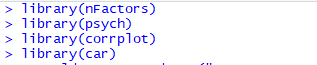 > library(nFactors)
> library(psych)
> library(corrplot)
> library(car)